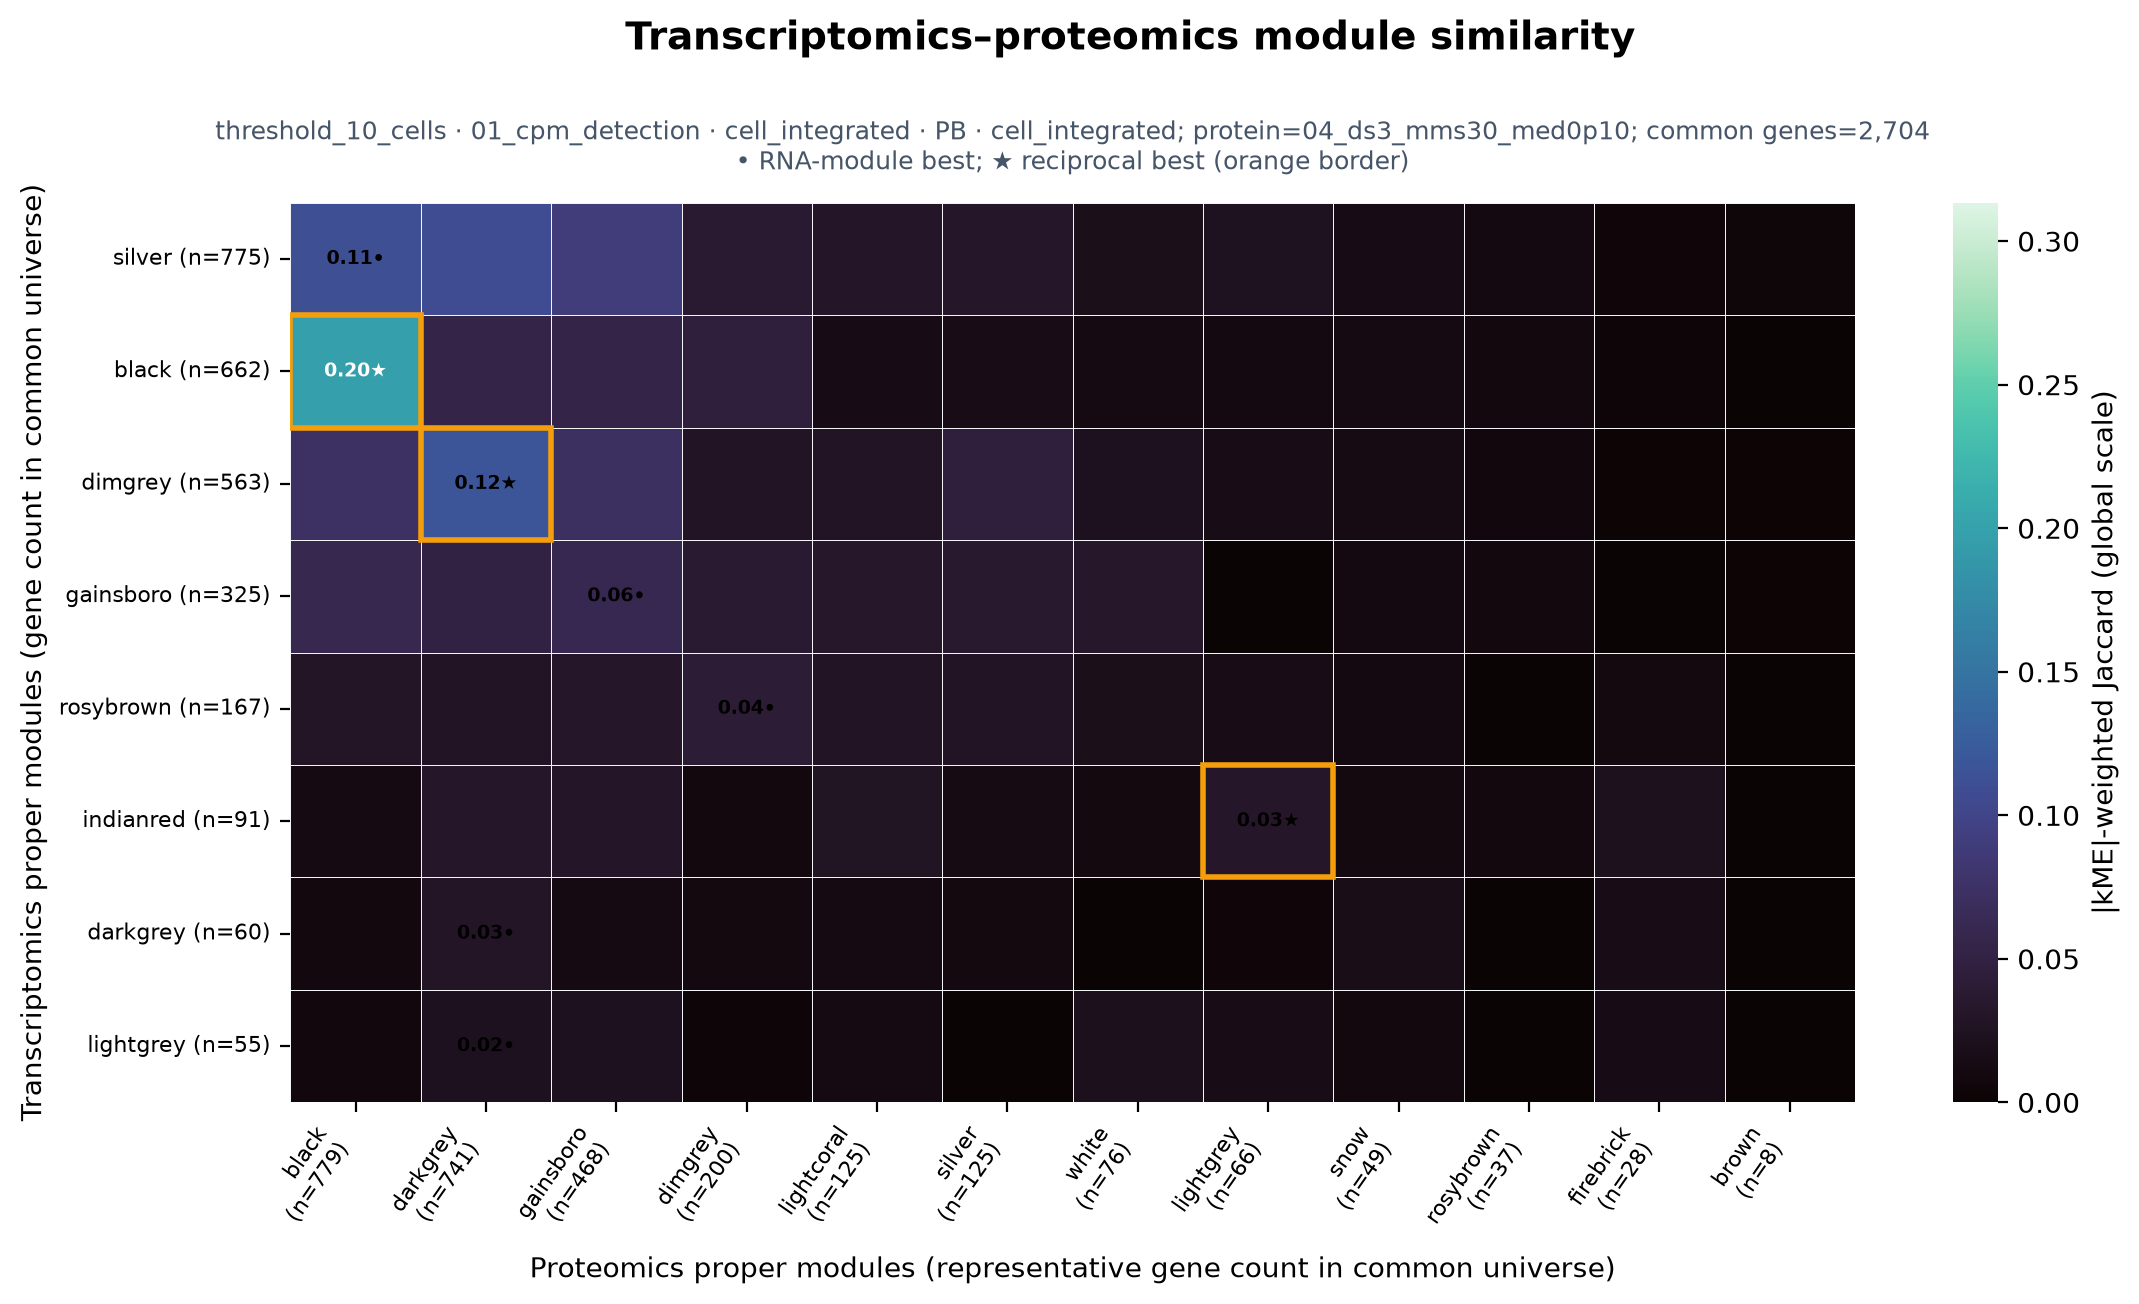 Transcriptomics–proteomics module similarity
threshold_10_cells · 01_cpm_detection · cell_integrated · PB · cell_integrated; protein=04_ds3_mms30_med0p10; common genes=2,704
• RNA-module best; ★ reciprocal best (orange border)
Transcriptomics proper modules (gene count in common universe)
silver (n=775)
0.11•
black (n=662)
0.20★
dimgrey (n=563)
0.12★
gainsboro (n=325)
0.06•
rosybrown (n=167)
0.04•
indianred (n=91)
0.03★
darkgrey (n=60)
0.03•
lightgrey (n=55)
0.02•
black
(n=779)
darkgrey
(n=741)
gainsboro
(n=468)
dimgrey
(n=200)
lightcoral
(n=125)
silver
(n=125)
white
(n=76)
lightgrey
(n=66)
snow
(n=49)
rosybrown
(n=37)
firebrick
(n=28)
brown
(n=8)
Proteomics proper modules (representative gene count in common universe)
0.30
0.25
0.20
0.15
0.10
0.05
0.00
|kME|-weighted Jaccard (global scale)